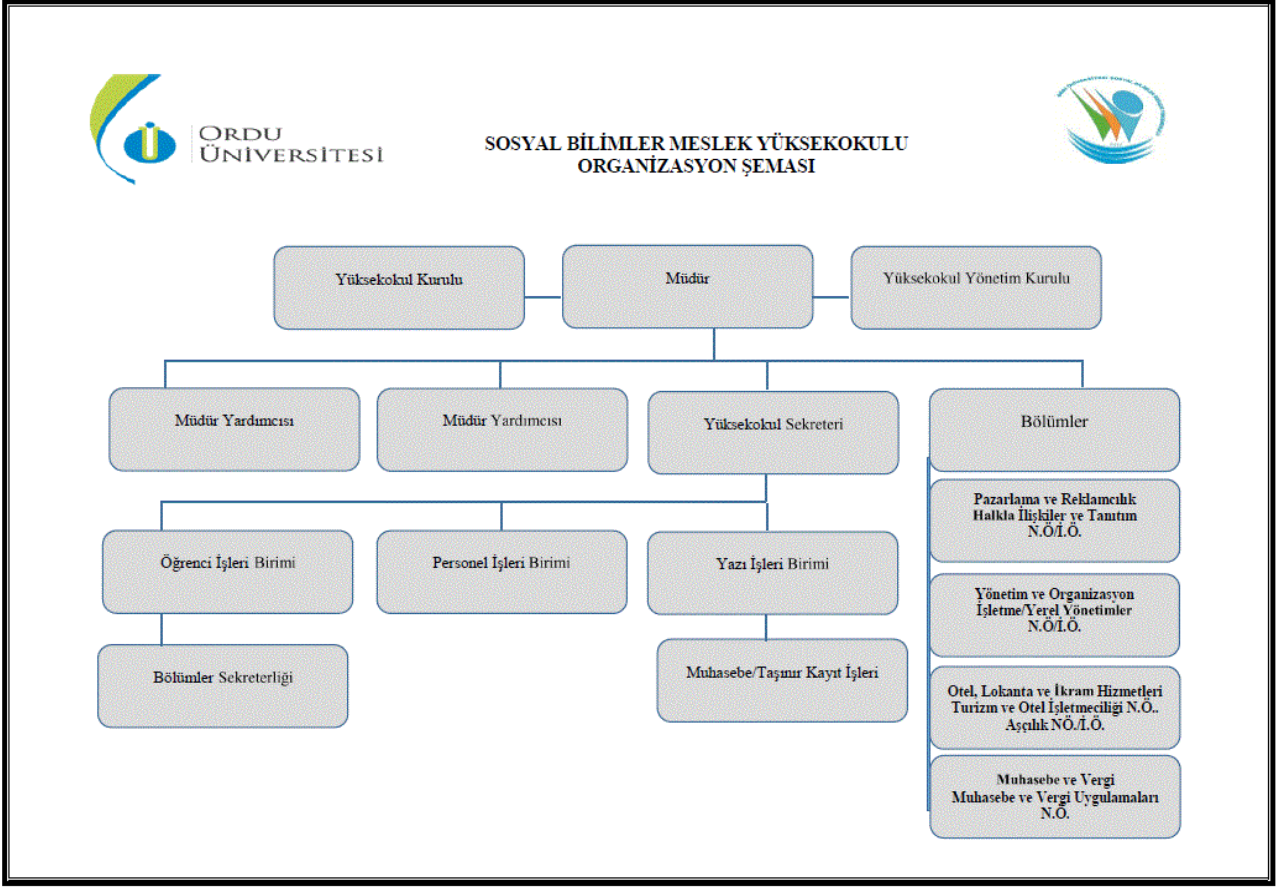 ORDU
ÜNİVERSİTESİ
SOSYAL BİLİMLER MESLEK YÜKSEKOKULU
ORGANİZASYON ŞEMASI
Yüksekokul Kurulu
Müdür
Yüksekokul Yönetim Kurulu
Müdür Yardımcısı
Müdür Yardımcısı
Yüksekokul Sekreteri
Bölümler
Pazarlama ve Reklamcılık
Halkla İlişkiler ve Tanıtım
N.Ö/İ.Ö.
Öğrenci İşleri Birimi
Personel İşleri Birimi
Yazı İşleri Birimi
Yönetim ve Organizasyon
İşletme/Yerel Yönetimler
N.Ö/İ.Ö.
Bölümler Sekreterliği
Muhasebe/Taşınır Kayıt İşleri
Otel, Lokanta ve İkram Hizmetleri
Turizm ve Otel İşletmeciliği N.Ö..
Aşçılık NÖ./İ.Ö.
Muhasebe ve Vergi
Muhasebe ve Vergi Uygulamaları
N.Ö.